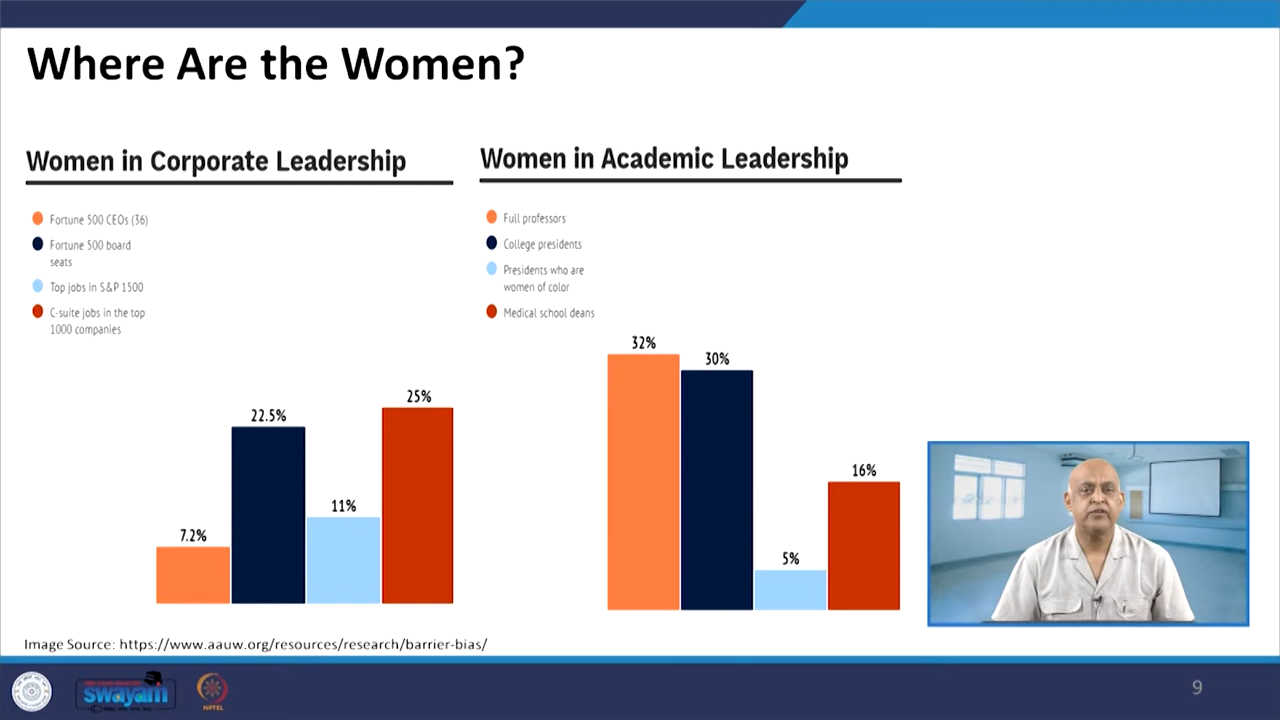 Where Are the Women?
Women in Corporate Leadership
Fortune 500 CEOs (36)
Fortune 500 board
seats
Top jobs in S&P 1500
C-suite jobs in the top
1000 companies
7.2%
22.5%
11%
25%
Women in Academic Leadership
Full professors
College presidents
Presidents who are
women of color
Medical school deans
32%
30%
5%
16%
Image Source: https://www.aauw.org/resources/research/barrier-bias/
swayam
NPTEL
9